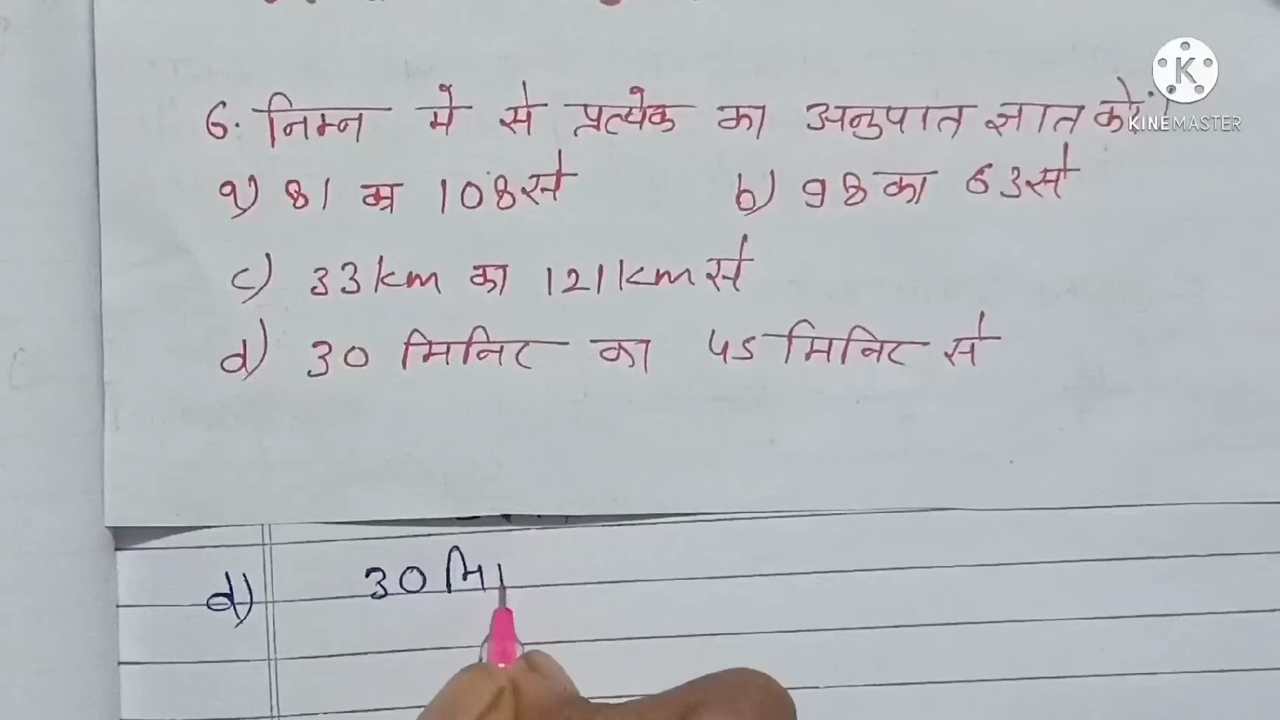 6. निम्न में से प्रत्येक का अनुपात ज्ञात करें।
KINEMASTER
a) 81 का 108 से b) 98 का 63 से
c) 33 km का 121 km से
d) 30 मिनिट का 45 मिनिट से
d) 30 मि